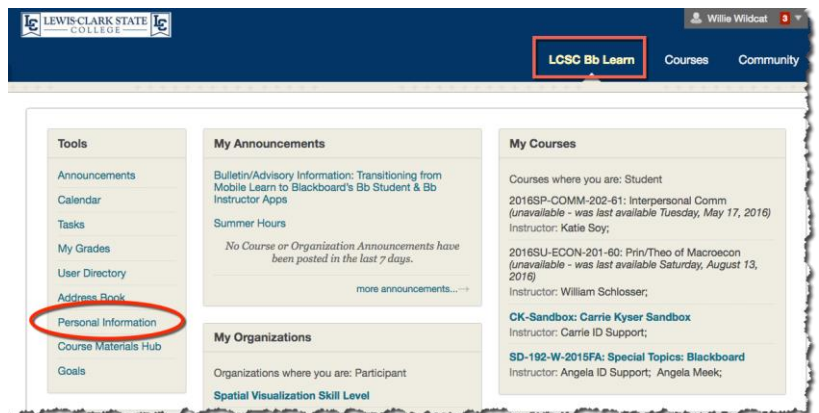 LC LEWIS-CLARK STATE LC
COLLEGE
Willie Wildcat 3
LCSC Bb Learn Courses Community
Tools
Announcements
Calendar
Tasks
My Grades
User Directory
Address Book
Personal Information
Course Materials Hub
Goals
My Announcements
Bulletin/Advisory Information: Transitioning from
Mobile Learn to Blackboard's Bb Student & Bb
Instructor Apps
Summer Hours
No Course or Organization Announcements have
been posted in the last 7 days.
more announcements...→
My Organizations
Organizations where you are: Participant
Spatial Visualization Skill Level
My Courses
Courses where you are: Student
2016SP-COMM-202-61: Interpersonal Comm
(unavailable - was last available Tuesday, May 17, 2016)
Instructor: Katie Soy;
2016SU-ECON-201-60: Prin/Theo of Macroecon
(unavailable - was last available Saturday, August 13,
2016)
Instructor: William Schlosser;
CK-Sandbox: Carrie Kyser Sandbox
Instructor: Carrie ID Support;
SD-192-W-2015FA: Special Topics: Blackboard
Instructor: Angela ID Support; Angela Meek;